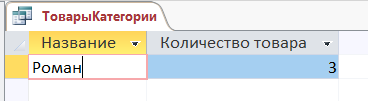 ТоварыКатегории
Название Количество товара
Роман 3